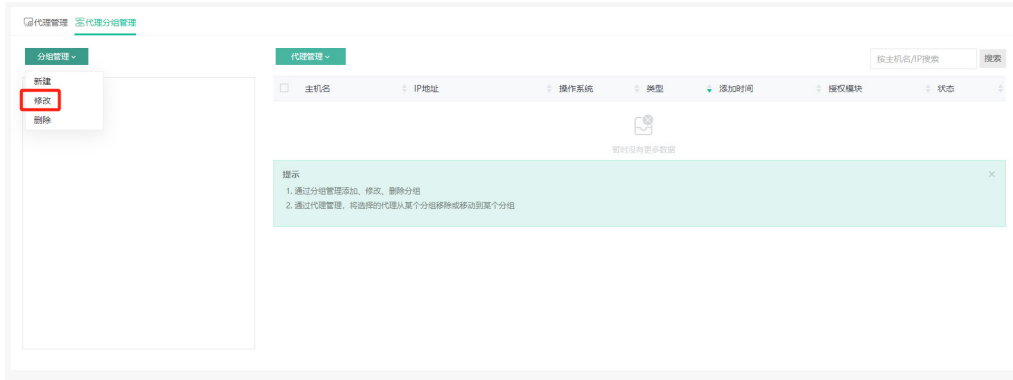 代理管理 代理分组管理
分组管理 代理管理 按主机名/IP搜索 搜索
新建
修改
删除
主机名 IP地址 操作系统 类型 添加时间 授权模块 状态
暂时没有更多数据
提示
1. 通过分组管理添加、修改、删除分组
2. 通过代理管理，将选择的代理从某个分组移除或移动到某个分组